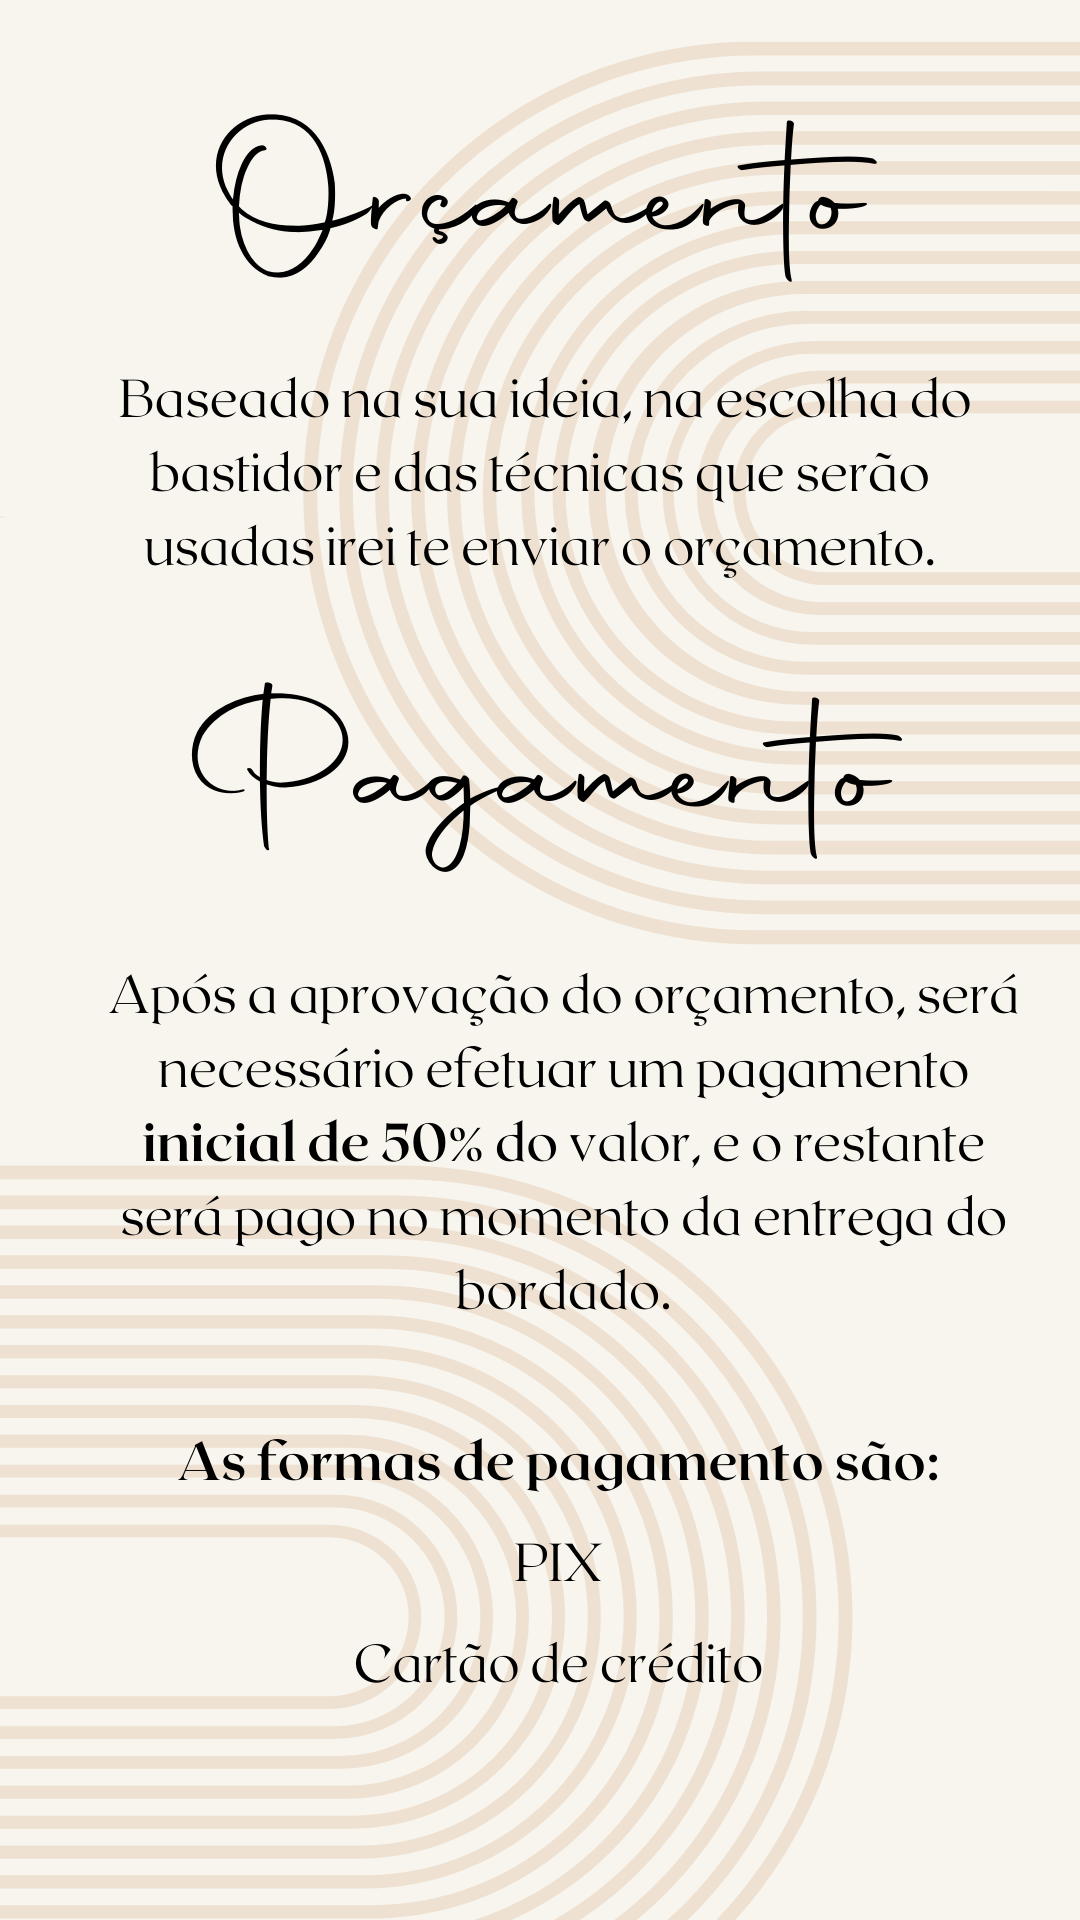 Orçamento
Baseado na sua ideia, na escolha do
bastidor e das técnicas que serão
usadas irei te enviar o orçamento.
Pagamento
Após a aprovação do orçamento, será
necessário efetuar um pagamento
inicial de 50% do valor, e o restante
será pago no momento da entrega do
bordado.
As formas de pagamento são:
PIX
Cartão de crédito